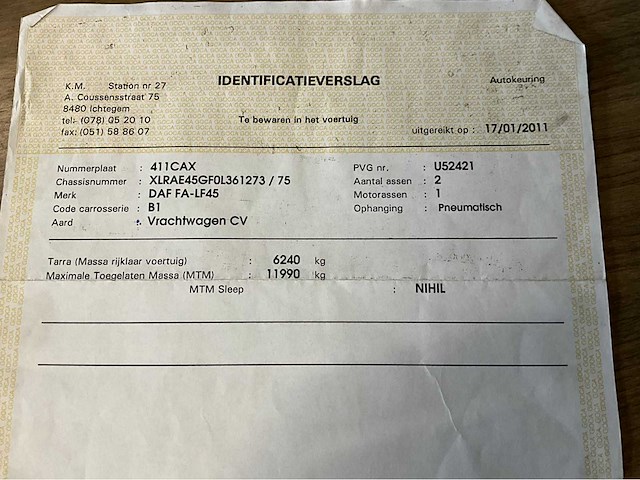 IDENTIFICATIEVERSLAG
Autokeuring
K.M. Station nr 27
A. Coussensstraat 75
8480 Ichtegem
tel: (078) 05 20 10
fax: (051) 58 86 07
Te bewaren in het voertuig
uitgereikt op : 17/01/2011
Nummerplaat : 411CAX
PVG nr. : U52421
Chassisnummer : XLRAE45GF0L361273 / 75
Aantal assen : 2
Merk : DAF FA-LF45
Motorassen : 1
Code carrosserie : B1
Ophanging : Pneumatisch
Aard : Vrachtwagen CV
Tarra (Massa rijklaar voertuig) : 6240 kg
Maximale Toegelaten Massa (MTM) : 11990 kg
MTM Sleep : NIHIL